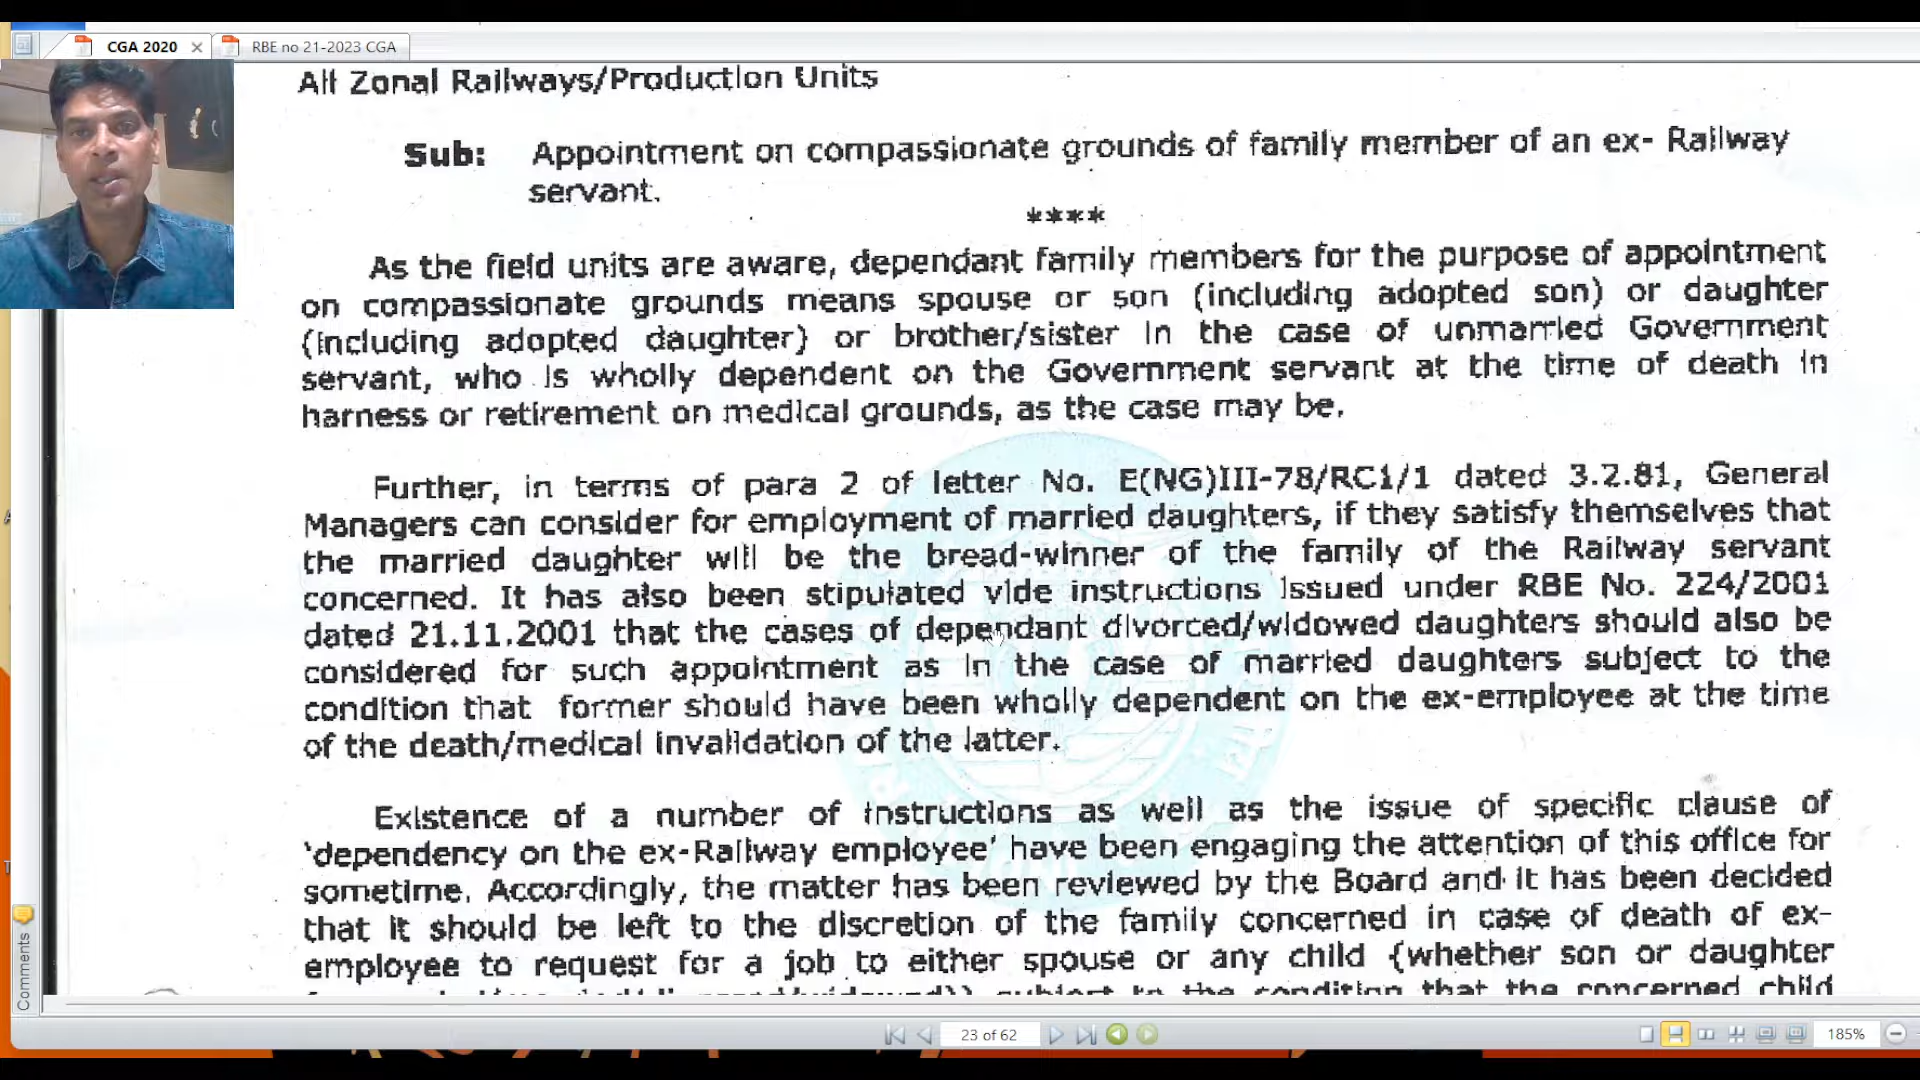 CGA 2020
RBE no 21-2023 CGA
All Zonal Railways/Production Units
Sub: Appointment on compassionate grounds of family member of an ex- Railway
servant.
****
As the field units are aware, dependant family members for the purpose of appointment
on compassionate grounds means spouse or son (including adopted son) or daughter
(including adopted daughter) or brother/sister in the case of unmarried Government
servant, who is wholly dependent on the Government servant at the time of death in
harness or retirement on medical grounds, as the case may be.
Further, in terms of para 2 of letter No. E(NG)III-78/RC1/1 dated 3.2.81, General
Managers can consider for employment of married daughters, if they satisfy themselves that
the married daughter will be the bread-winner of the family of the Railway servant
concerned. It has also been stipulated vide instructions issued under RBE No. 224/2001
dated 21.11.2001 that the cases of dependant divorced/widowed daughters should also be
considered for such appointment as in the case of married daughters subject to the
condition that former should have been wholly dependent on the ex-employee at the time
of the death/medical invalidation of the latter.
Existence of a number of instructions as well as the issue of specific clause of
'dependency on the ex-Railway employee' have been engaging the attention of this office for
sometime. Accordingly, the matter has been reviewed by the Board and it has been decided
that it should be left to the discretion of the family concerned in case of death of ex-
employee to request for a job to either spouse or any child {whether son or daughter
subject to the condition that the concerned child
Comments
23 of 62
185%